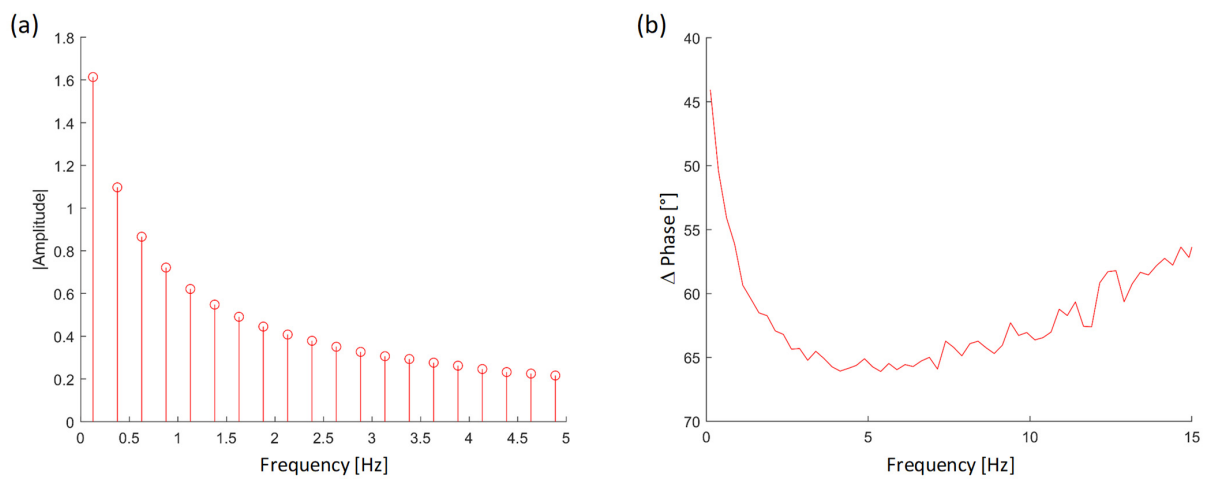 (a)
1.8
1.6
1.4
1.2
1
0.8
0.6
0.4
0.2
0
|Amplitude|
0 0.5 1 1.5 2 2.5 3 3.5 4 4.5 5
Frequency [Hz]
(b)
40
45
50
55
60
65
70
Δ Phase [°]
0 5 10 15
Frequency [Hz]